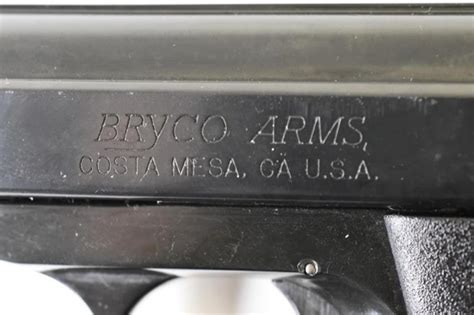 BRYCO ARMS,
COSTA MESA, CA U.S.A.